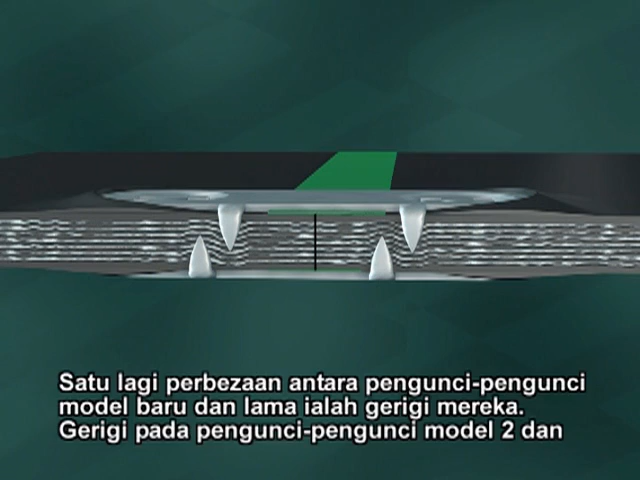 Satu lagi perbezaan antara pengunci-pengunci
model baru dan lama ialah gerigi mereka.
Gerigi pada pengunci-pengunci model 2 dan